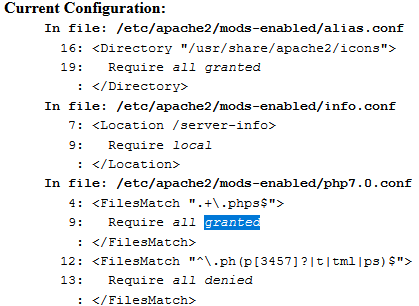 Current Configuration:
In file: /etc/apache2/mods-enabled/alias.conf
16: <Directory "/usr/share/apache2/icons">
19:   Require all granted
  : </Directory>
In file: /etc/apache2/mods-enabled/info.conf
7: <Location /server-info>
9:   Require local
 : </Location>
In file: /etc/apache2/mods-enabled/php7.0.conf
4: <FilesMatch ".+\.phps$">
9:   Require all granted
 : </FilesMatch>
12: <FilesMatch "^\.ph(p[3457]?|t|tml|ps)$">
13:   Require all denied
  : </FilesMatch>